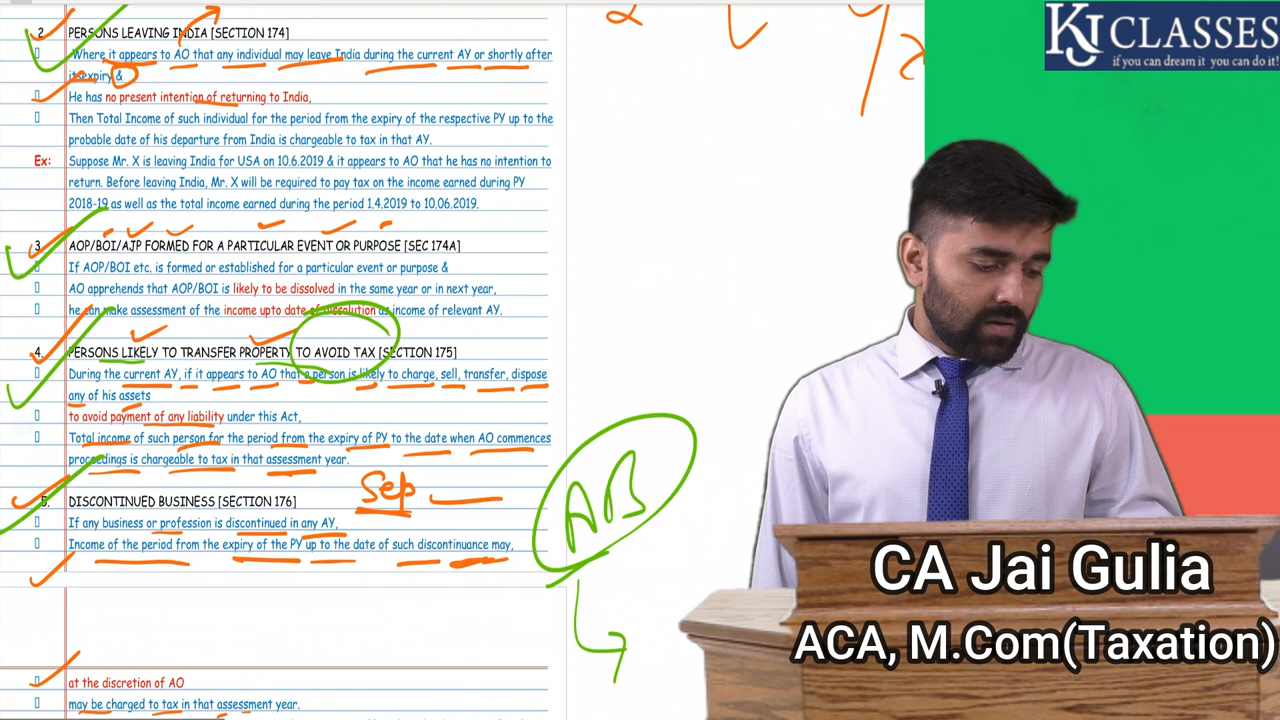 2. PERSONS LEAVING INDIA [SECTION 174]
Where it appears to AO that any individual may leave India during the current AY or shortly after
its expiry &
He has no present intention of returning to India,
Then Total Income of such individual for the period from the expiry of the respective PY up to the
probable date of his departure from India is chargeable to tax in that AY.
Ex: Suppose Mr. X is leaving India for USA on 10.6.2019 & it appears to AO that he has no intention to
return. Before leaving India, Mr. X will be required to pay tax on the income earned during PY
2018-19 as well as the total income earned during the period 1.4.2019 to 10.06.2019.
3 AOP/BOI/AJP FORMED FOR A PARTICULAR EVENT OR PURPOSE [SEC 174A]
If AOP/BOI etc. is formed or established for a particular event or purpose &
AO apprehends that AOP/BOI is likely to be dissolved in the same year or in next year,
he can make assessment of the income upto date of dissolution as income of relevant AY.
4. PERSONS LIKELY TO TRANSFER PROPERTY TO AVOID TAX [SECTION 175]
During the current AY, if it appears to AO that a person is likely to charge, sell, transfer, dispose
any of his assets
to avoid payment of any liability under this Act,
Total income of such person for the period from the expiry of PY to the date when AO commences
proceedings is chargeable to tax in that assessment year.
Sep
5. DISCONTINUED BUSINESS [SECTION 176]
If any business or profession is discontinued in any AY,
Income of the period from the expiry of the PY up to the date of such discontinuance may,
at the discretion of AO
may be charged to tax in that assessment year.
KJ CLASSES
if you can dream it you can do it!
CA Jai Gulia
ACA, M.Com(Taxation)